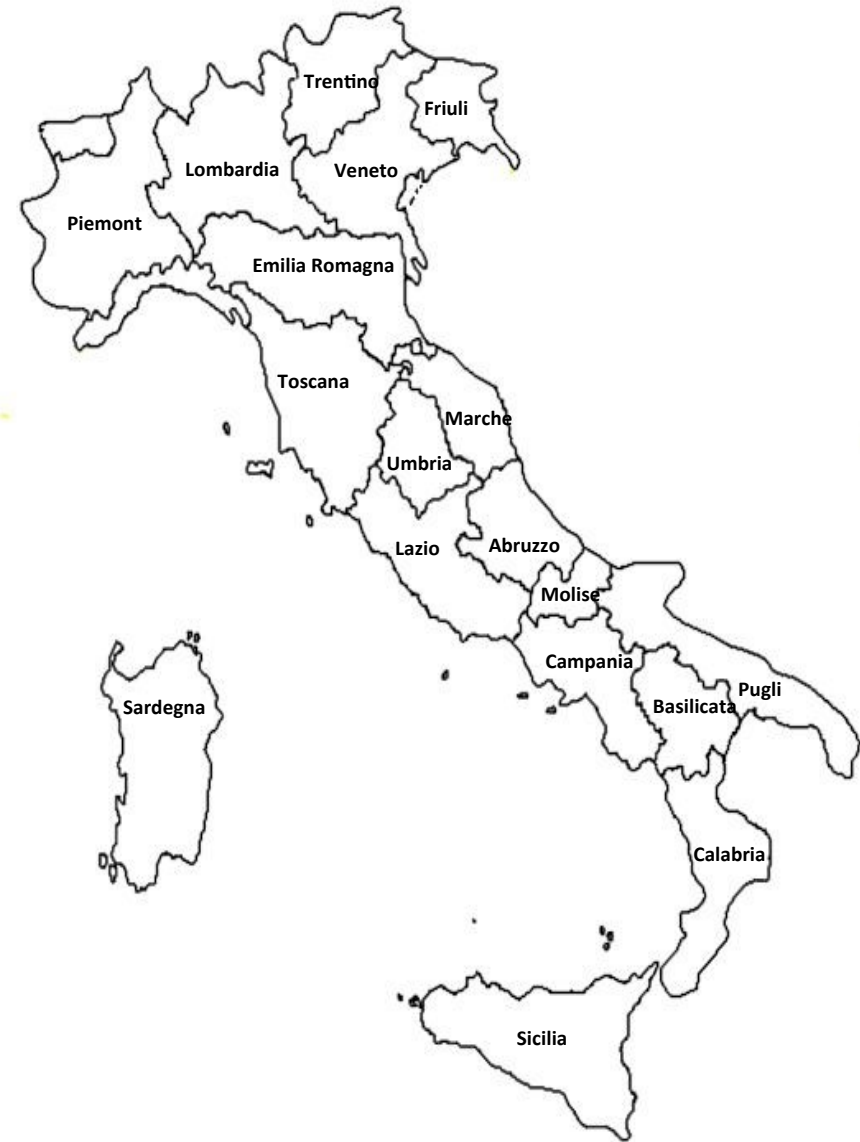 Trentino
Friuli
Lombardia
Veneto
Piemont
Emilia Romagna
Toscana
Marche
Umbria
Lazio
Abruzzo
Molise
Campania
Pugli
Basilicata
Sardegna
Calabria
Sicilia